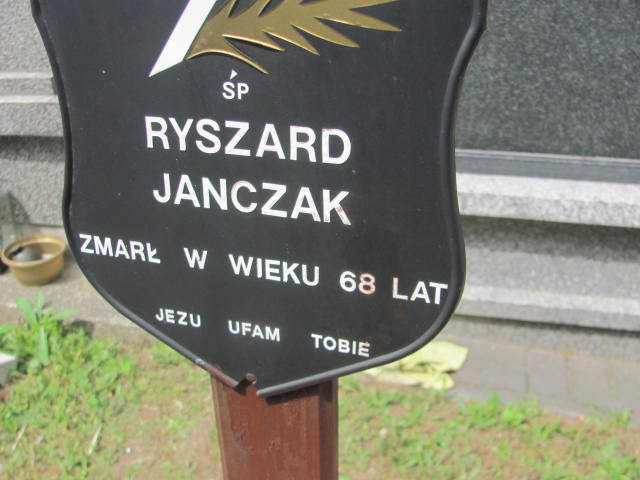 ŚP
RYSZARD
JANCZAK
ZMARŁ W WIEKU 68 LAT
JEZU UFAM TOBIE